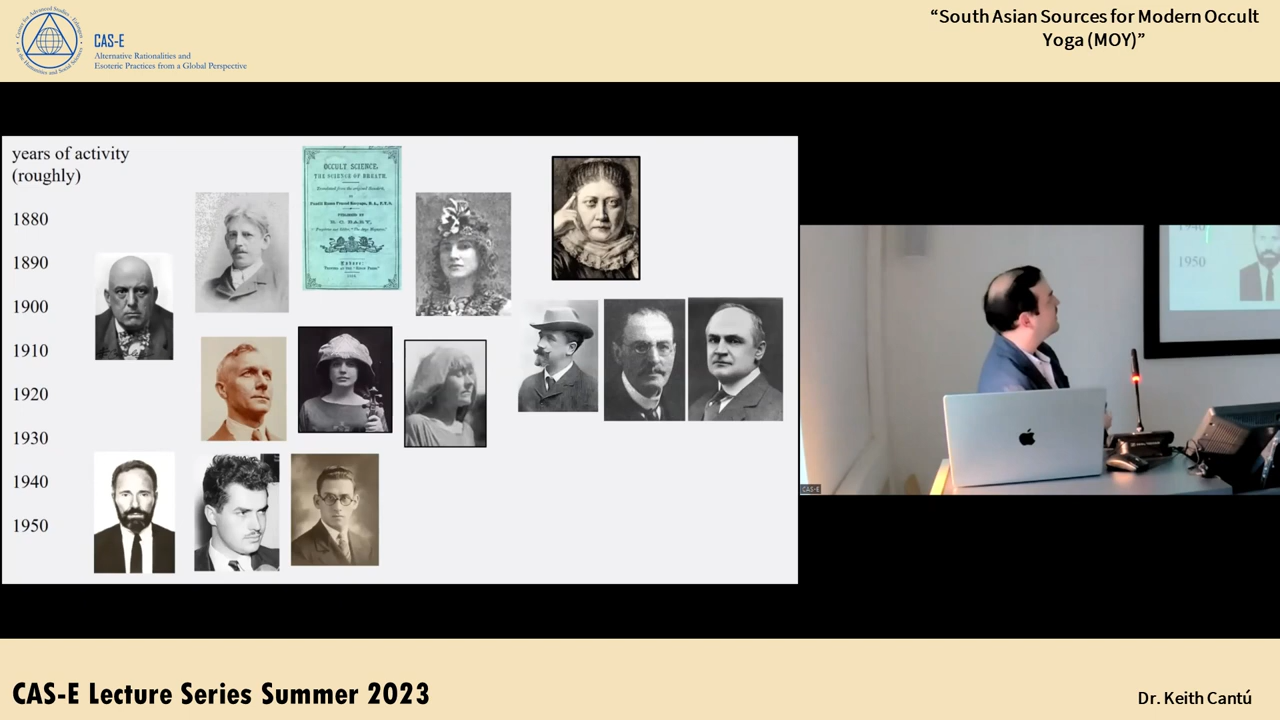 CAS-E
Alternative Rationalities and
Esoteric Practices from a Global Perspective
“South Asian Sources for Modern Occult
Yoga (MOY)”
years of activity
(roughly)
1880
1890
1900
1910
1920
1930
1940
1950
OCCULT SCIENCE,
THE SCIENCE OF BREATH.
1940
1950
CAS-E
CAS-E Lecture Series Summer 2023
Dr. Keith Cantú